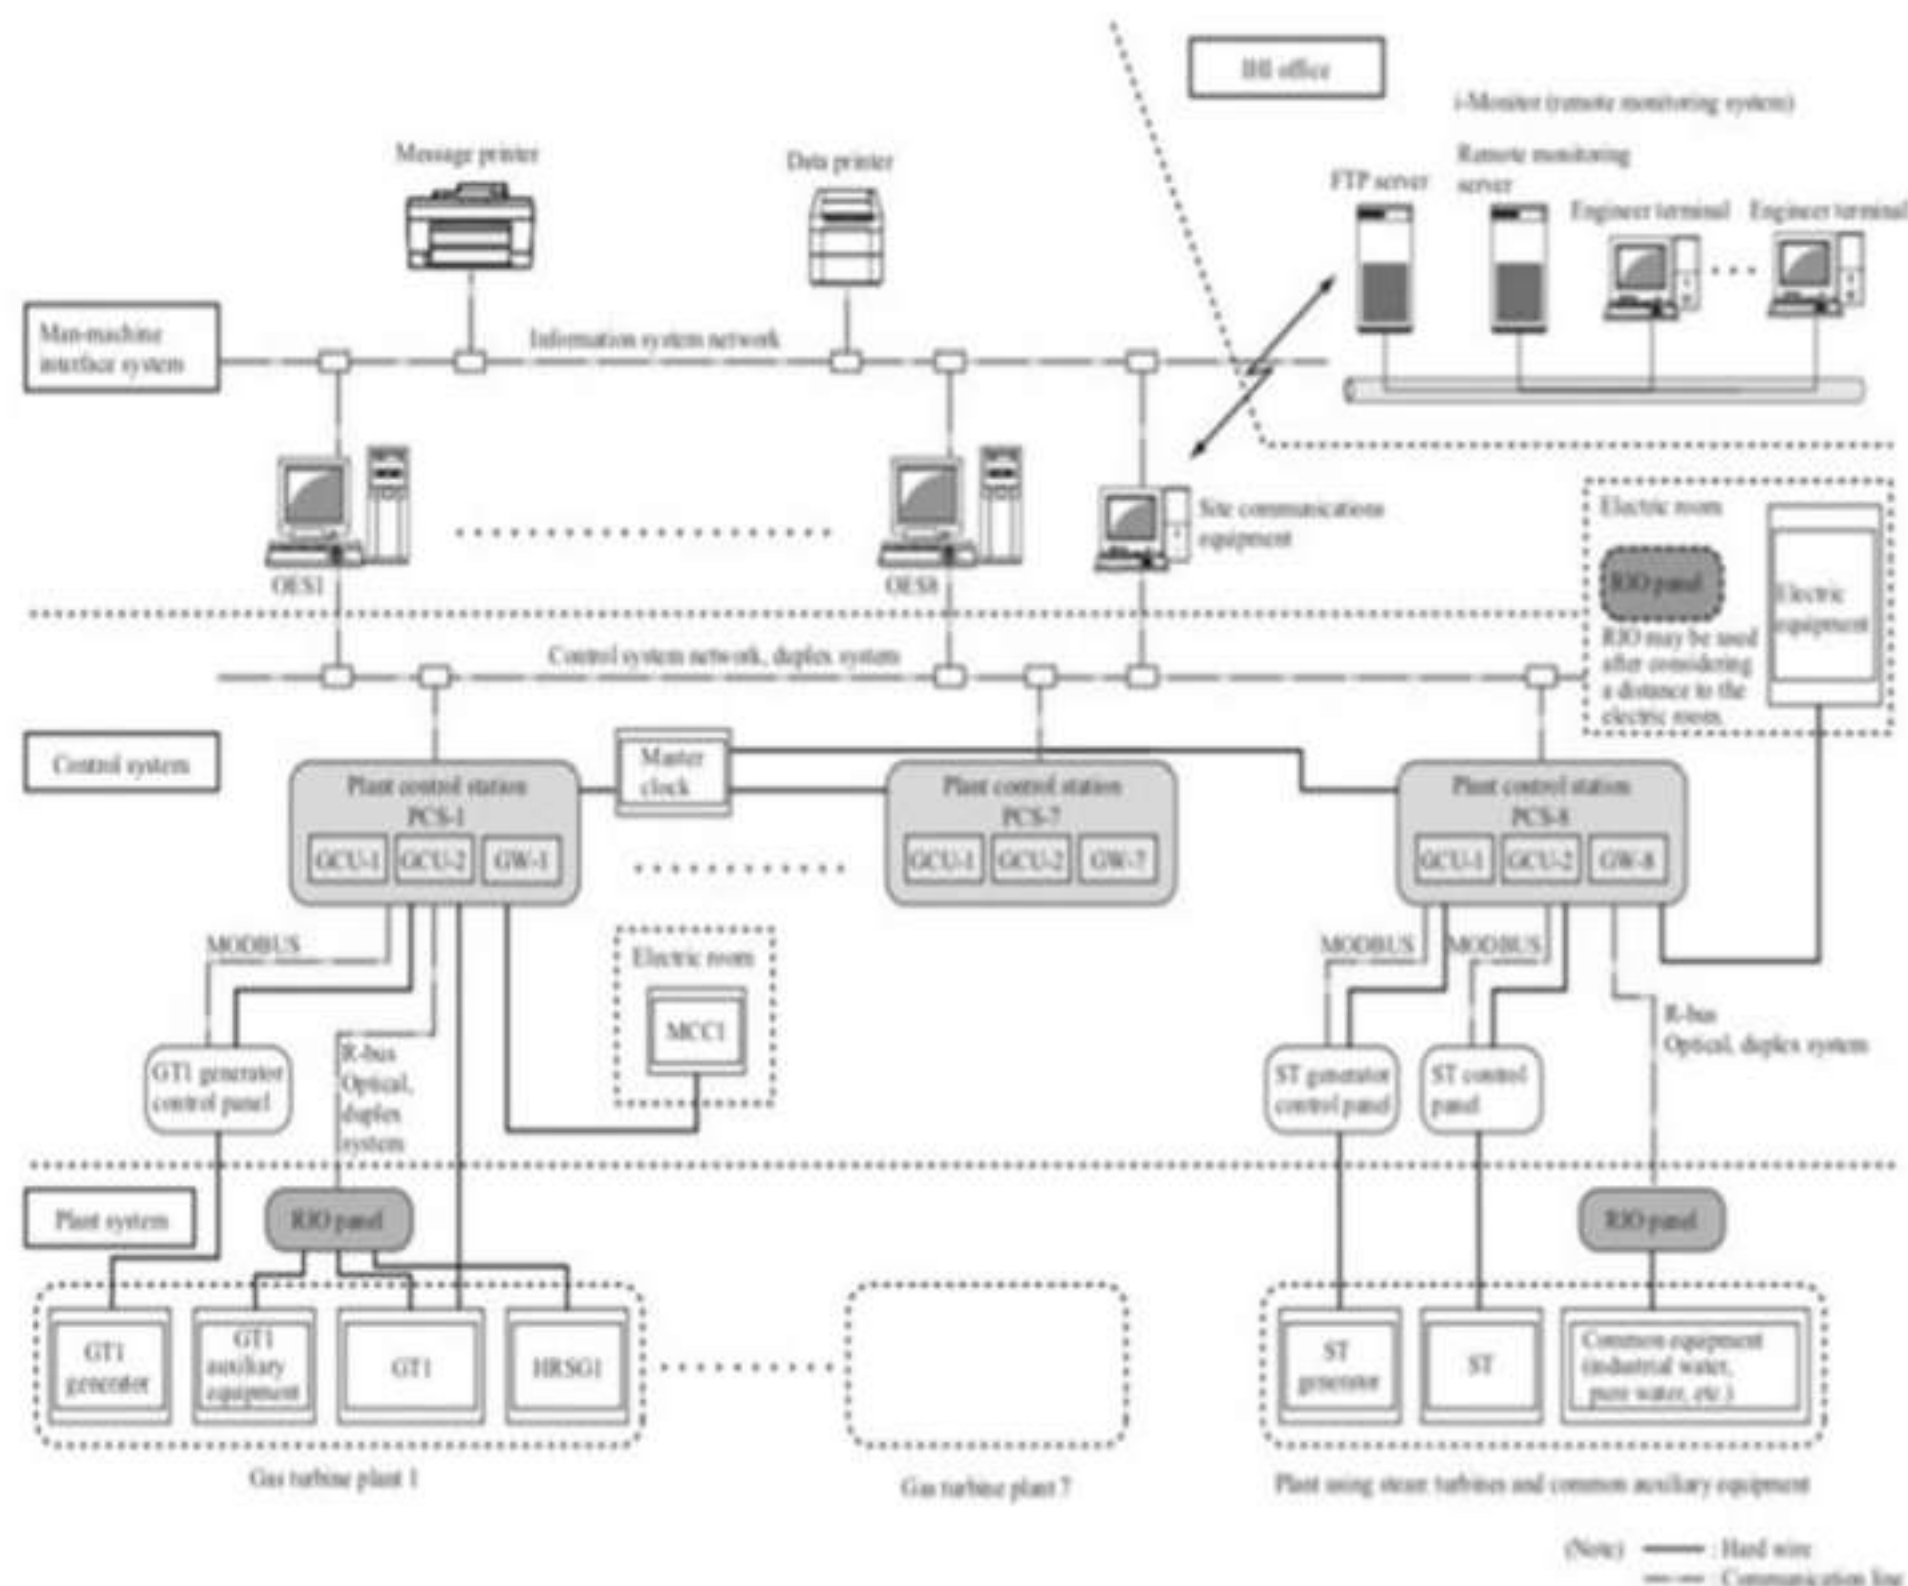 IHI office
i-Monitor (remote monitoring system)
Message printer
Data printer
FTP server
Remote monitoring
server
Engineer terminal
Engineer terminal
Man-machine
interface system
Information system network
OES1
OES8
Site communications
equipment
Electric room
RIO panel
RIO may be used
after considering
a distance to the
electric room.
Electric
equipment
Control system network, duplex system
Control system
Master
clock
Plant control station
PCS-1
GCU-1
GCU-2
GW-1
Plant control station
PCS-7
GCU-1
GCU-2
GW-7
Plant control station
PCS-8
GCU-1
GCU-2
GW-8
MODBUS
GT1 generator
control panel
R-bus
Optical,
duplex
system
Electric room
MCC1
MODBUS
MODBUS
ST generator
control panel
ST control
panel
R-bus
Optical, duplex system
Plant system
RIO panel
RIO panel
GT1
generator
GT1
auxiliary
equipment
GT1
HRSG1
ST
generator
ST
Common equipment
(industrial water,
pure water, etc.)
Gas turbine plant 1
Gas turbine plant 7
Plant using steam turbines and common auxiliary equipment
(Note)
: Hard wire
: Communication line